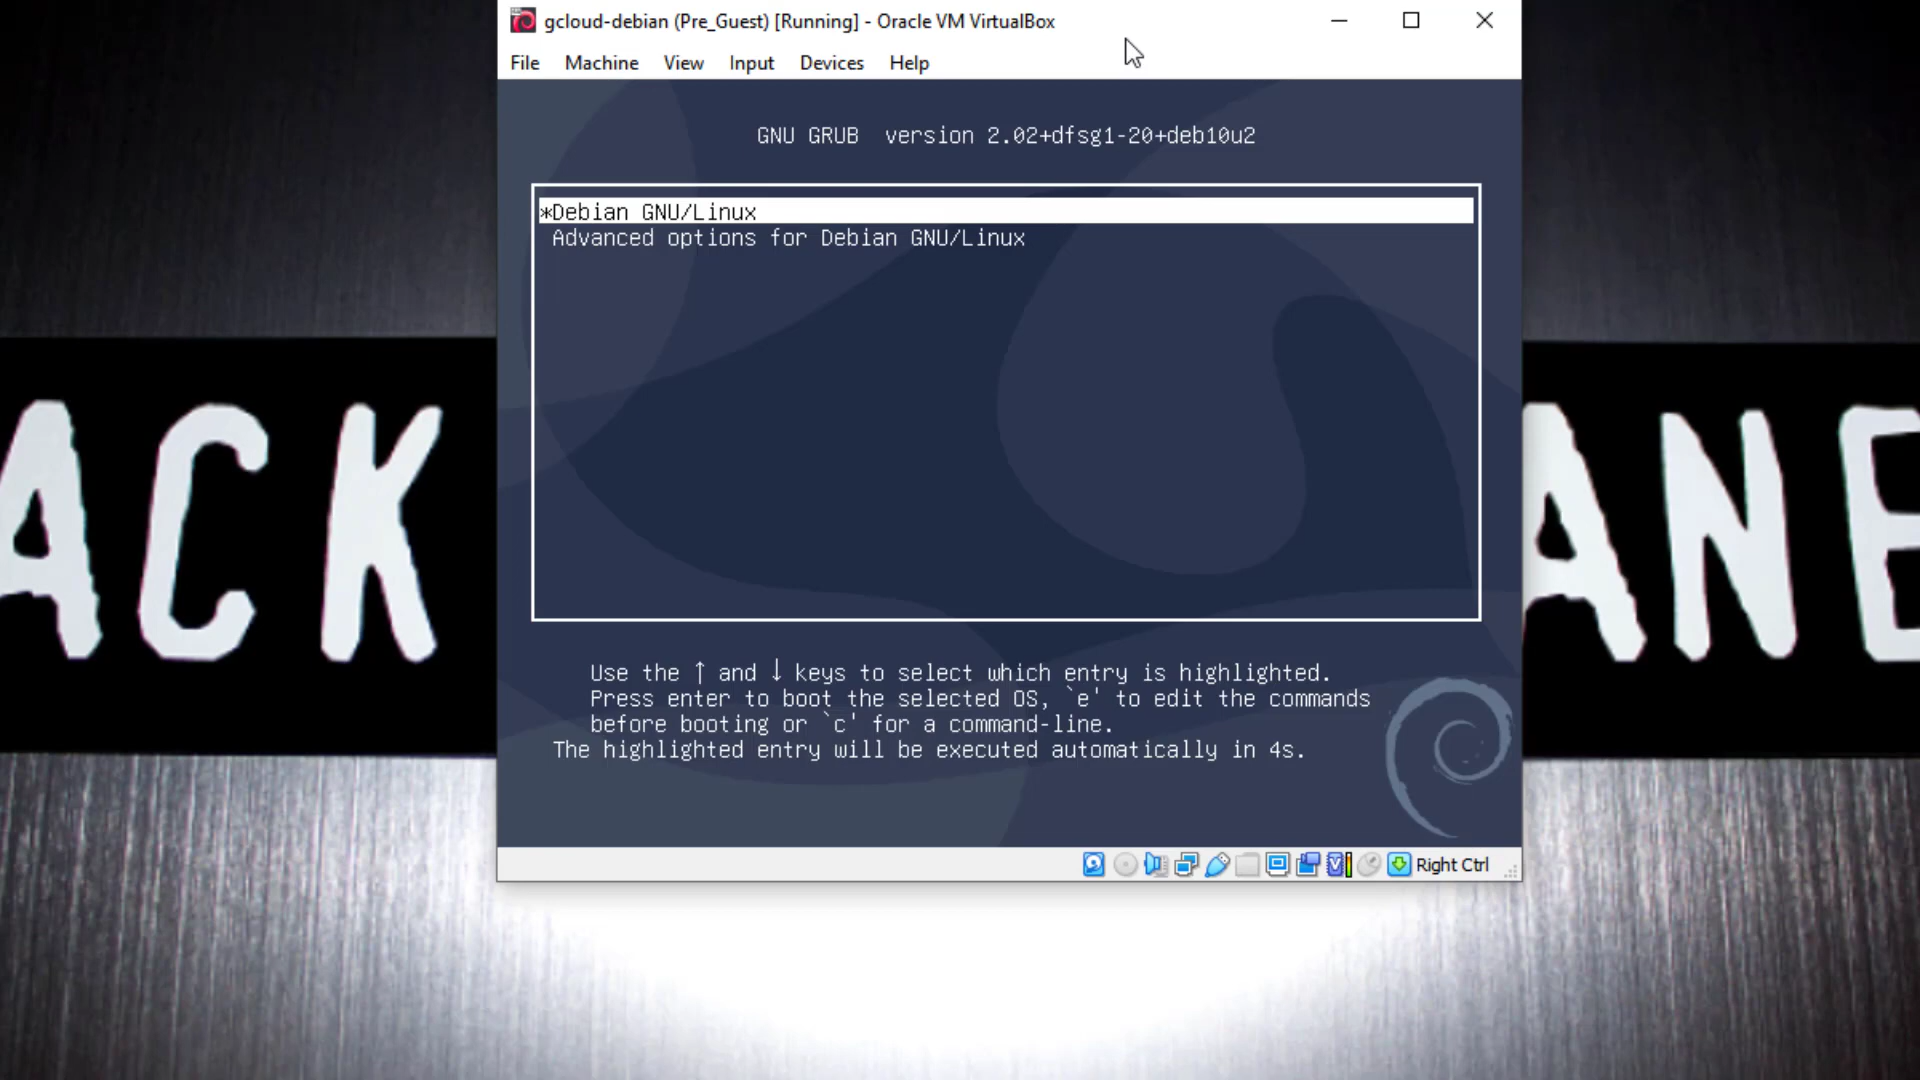 gcloud-debian (Pre_Guest) [Running] - Oracle VM VirtualBox
File Machine View Input Devices Help
GNU GRUB version 2.02+dfsg1-20+deb10u2
*Debian GNU/Linux
Advanced options for Debian GNU/Linux
ACK
ANE
Use the ↑ and ↓ keys to select which entry is highlighted.
Press enter to boot the selected OS, `e' to edit the commands
before booting or `c' for a command-line.
The highlighted entry will be executed automatically in 4s.
Right Ctrl